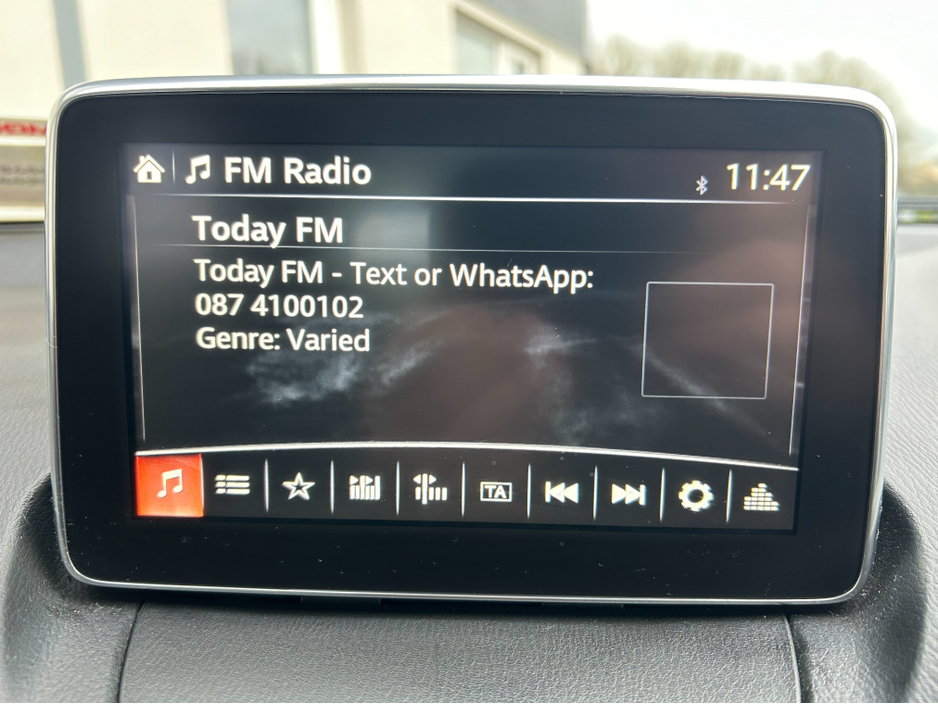 FM Radio
11:47
Today FM
Today FM - Text or WhatsApp:
087 4100102
Genre: Varied
TA